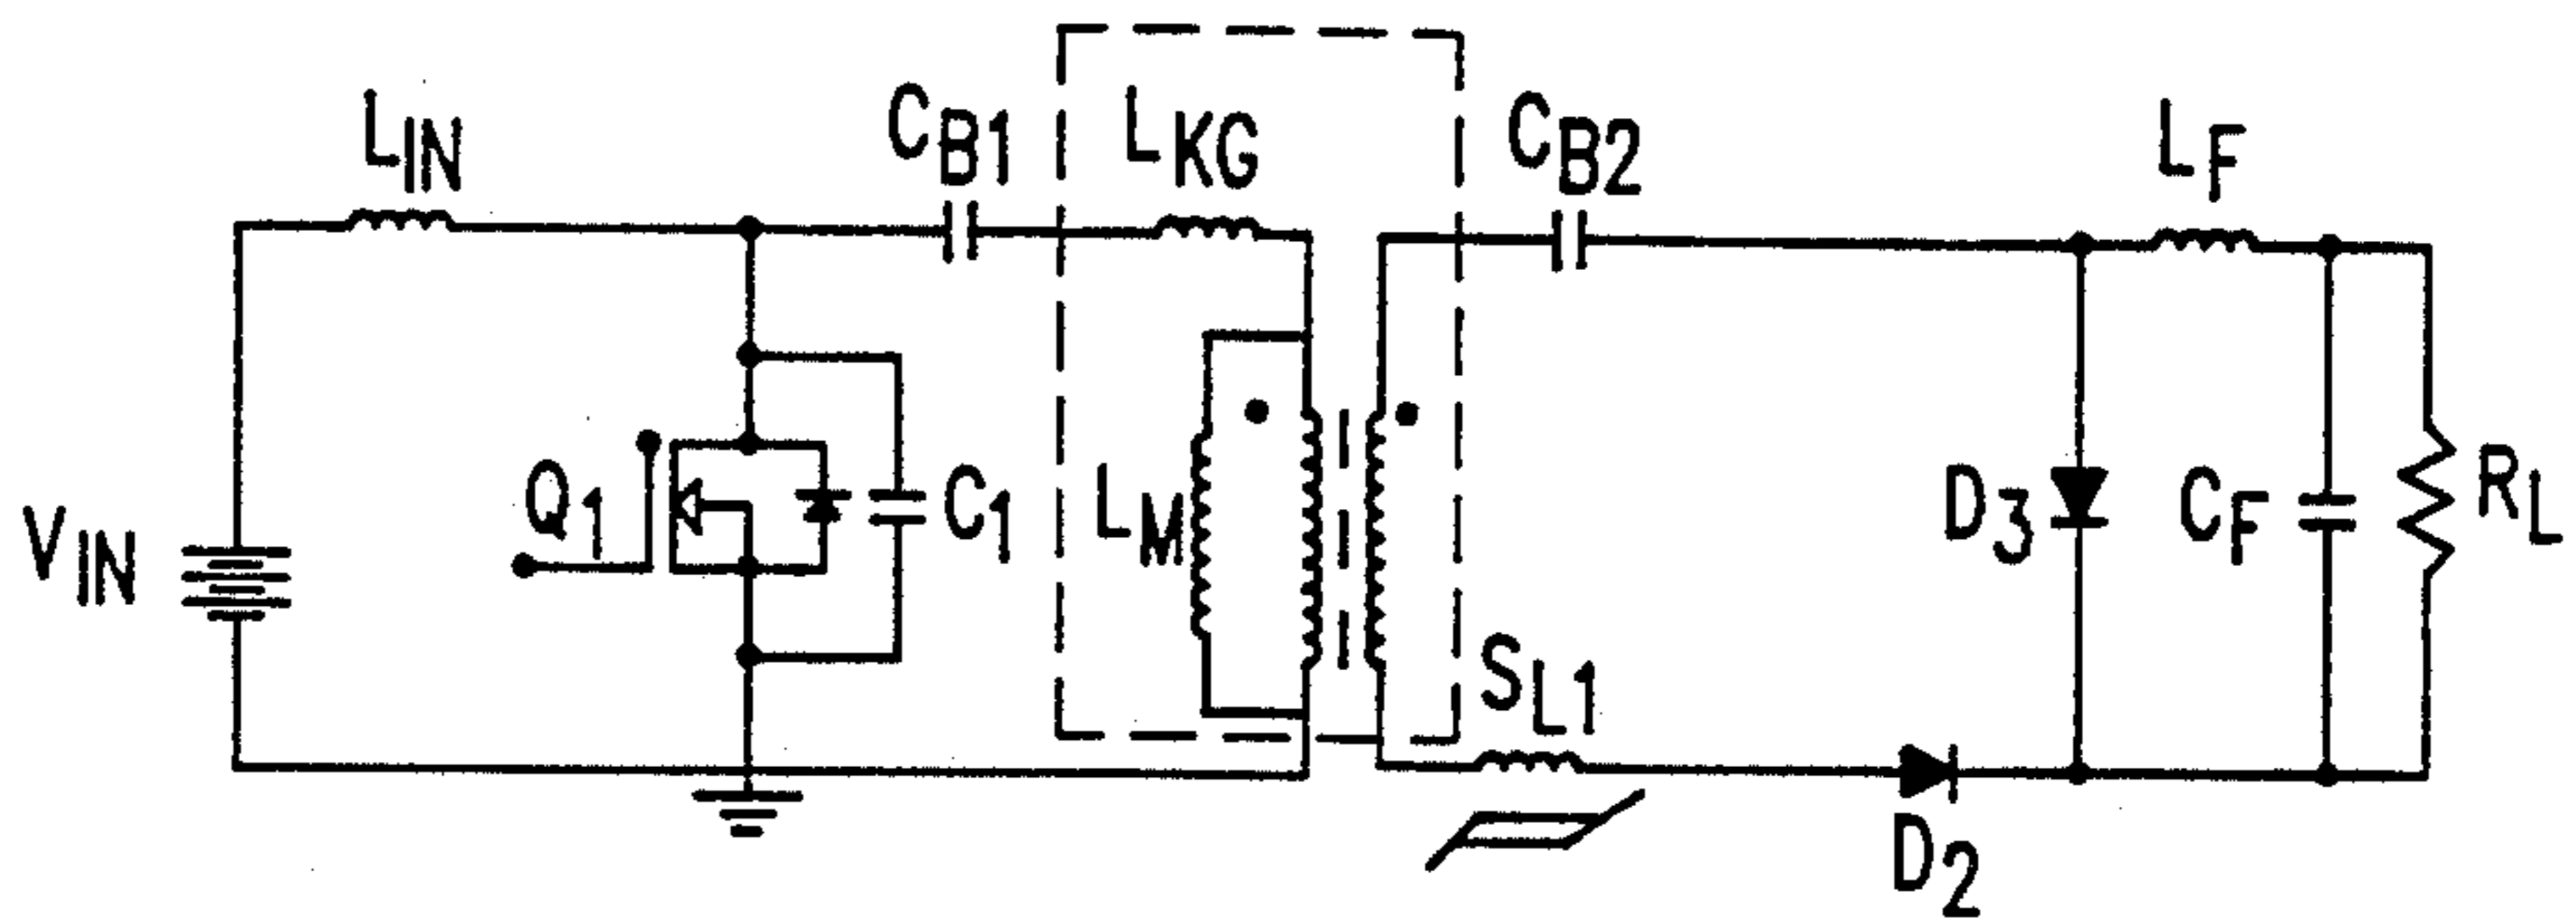 L_IN
C_B1
L_KG
C_B2
L_F
V_IN
Q_1
C_1
L_M
S_L1
D_3
C_F
R_L
D_2